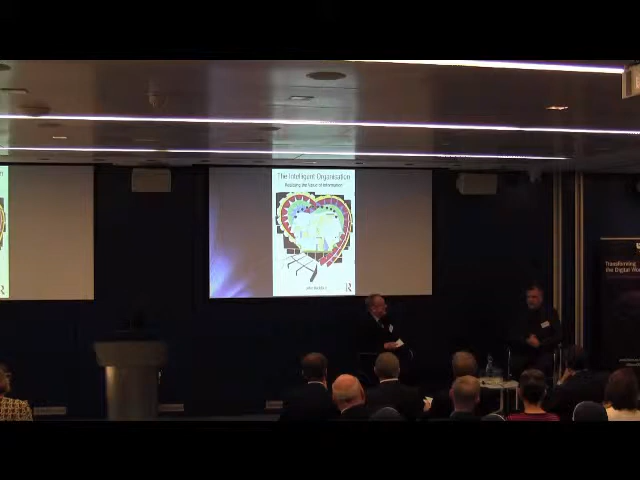 The Intelligent Organisation
Realising the Value of Information
R
Transforming
the Digital